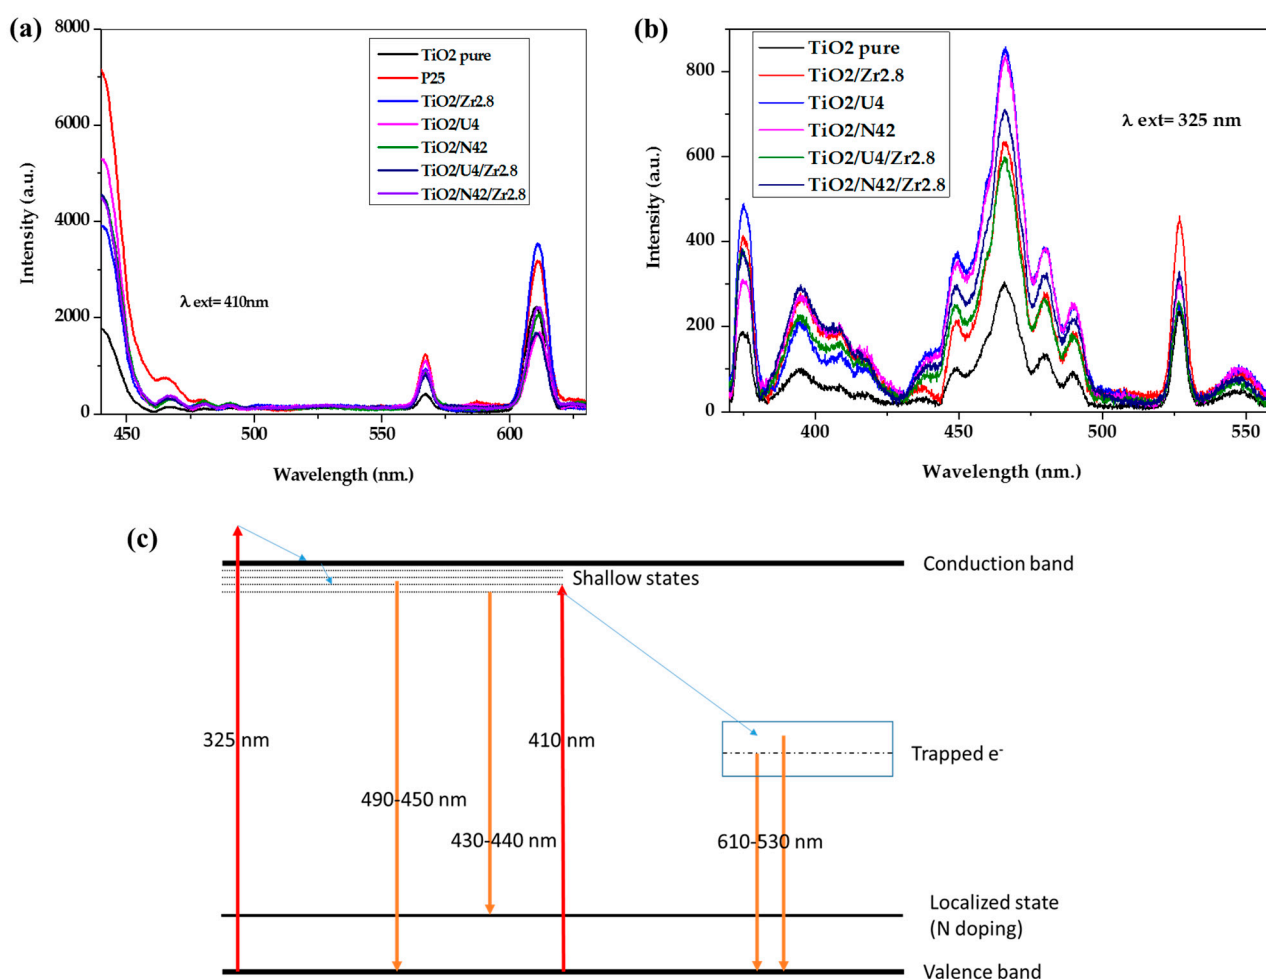 (a)
8000
6000
4000
2000
0
Intensity (a.u.)
TiO2 pure
P25
TiO2/Zr2.8
TiO2/U4
TiO2/N42
TiO2/U4/Zr2.8
TiO2/N42/Zr2.8
λ ext= 410nm
450
500
550
600
Wavelength (nm.)
(b)
800
600
400
200
0
Intensity (a.u.)
TiO2 pure
TiO2/Zr2.8
TiO2/U4
TiO2/N42
TiO2/U4/Zr2.8
TiO2/N42/Zr2.8
λ ext= 325 nm
400
450
500
550
Wavelength (nm.)
(c)
Conduction band
Shallow states
325 nm
410 nm
Trapped e-
490-450 nm
430-440 nm
610-530 nm
Localized state
(N doping)
Valence band